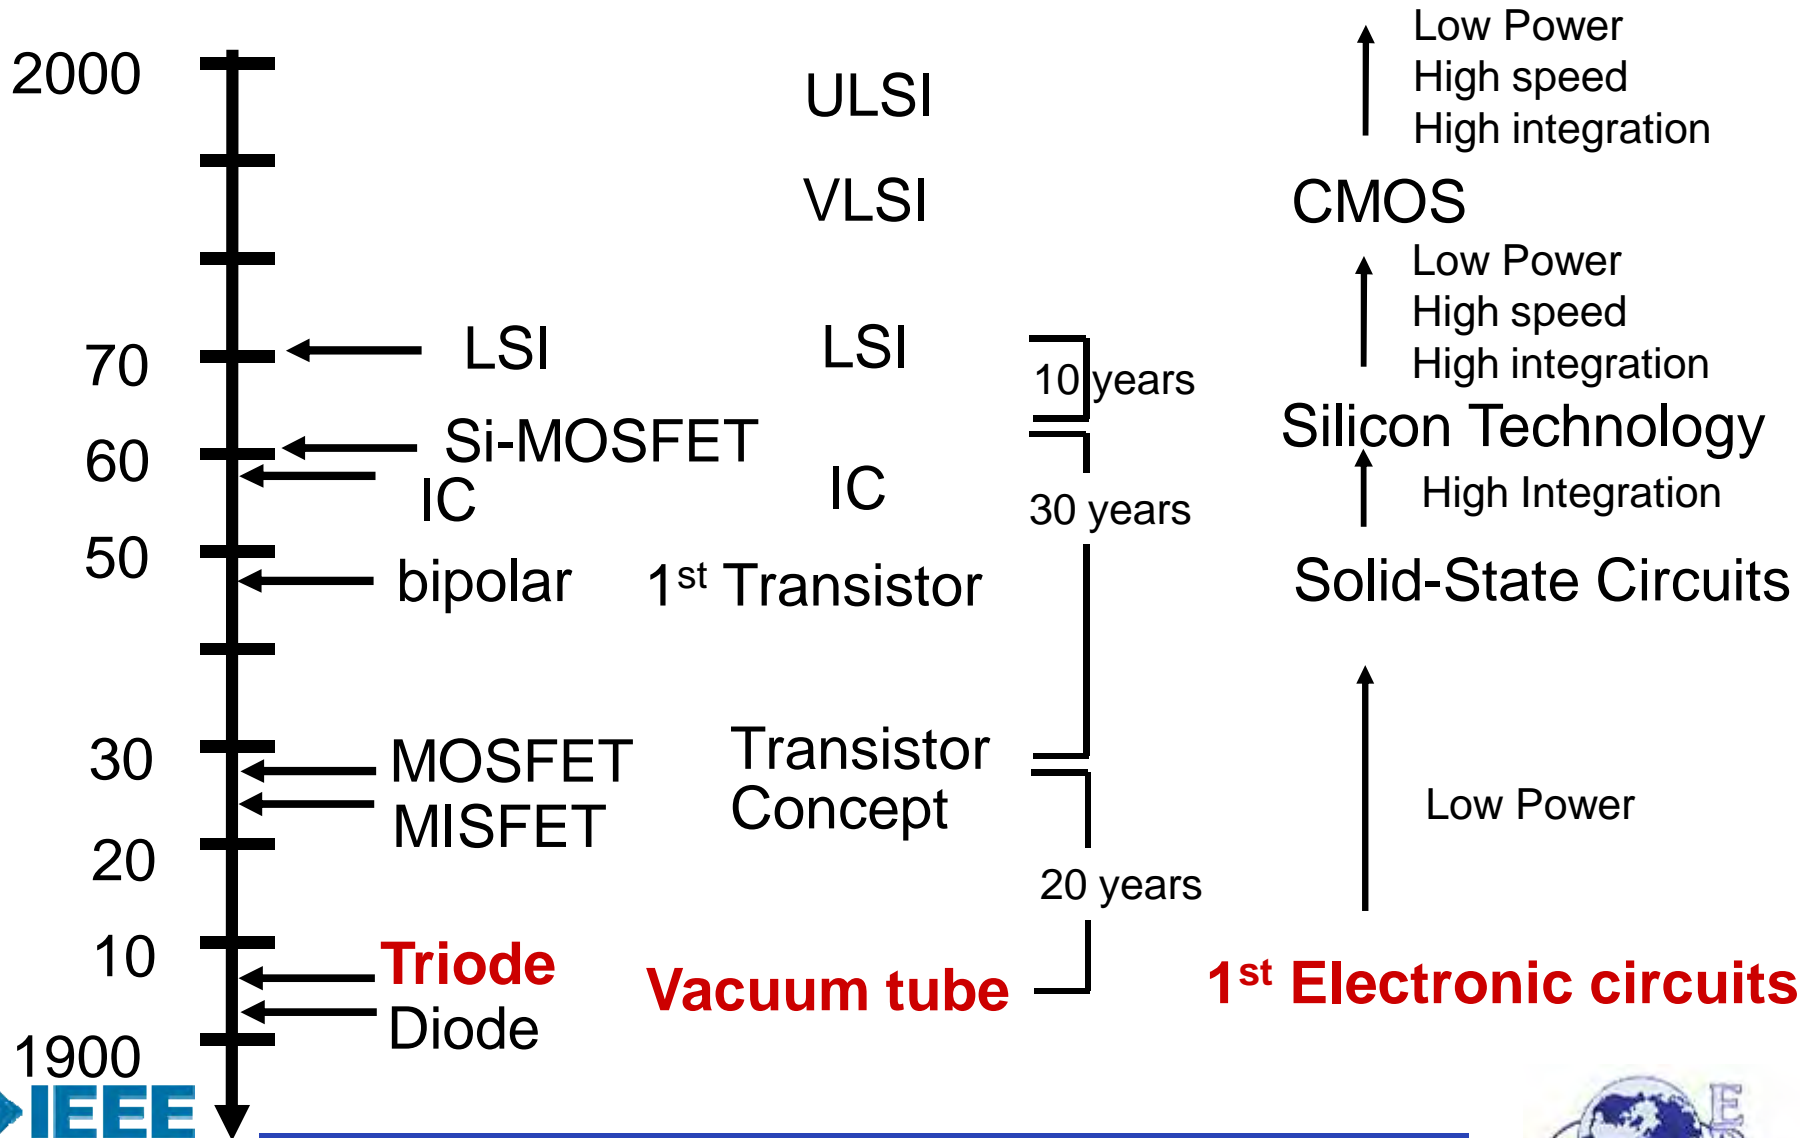 2000
ULSI
Low Power
High speed
High integration
VLSI
CMOS
Low Power
High speed
High integration
70
LSI
LSI
10 years
Silicon Technology
60
Si-MOSFET
IC
IC
30 years
High Integration
50
bipolar
1st Transistor
Solid-State Circuits
30
MOSFET
MISFET
Transistor
Concept
Low Power
20
20 years
10
Triode
Diode
Vacuum tube
1st Electronic circuits
1900
IEEE